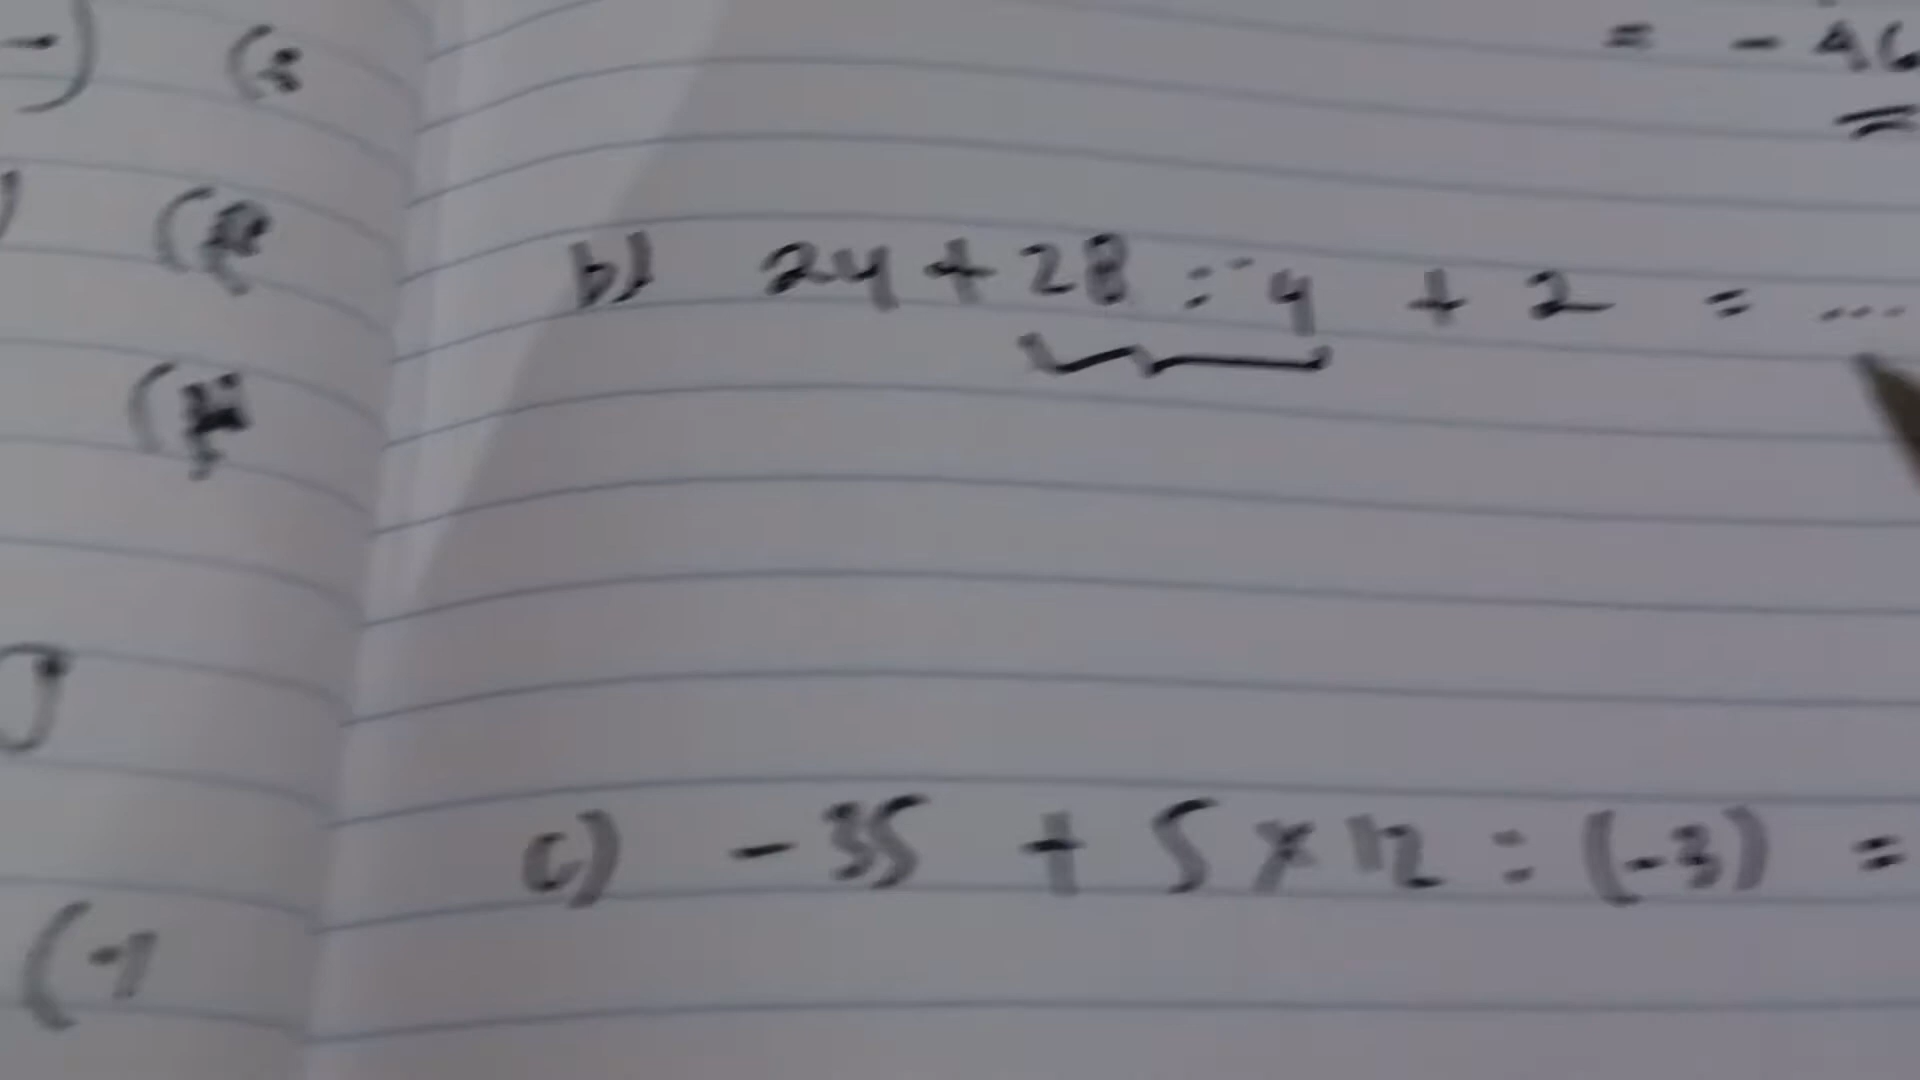 = - 46
b) 24 + 28 : -4 + 2 = ...
c) - 35 + 5 x 12 : (-3) =